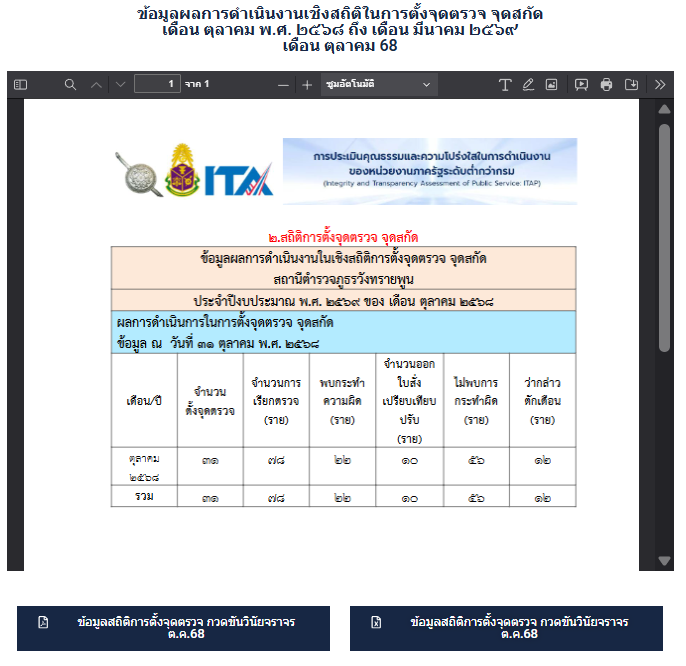 ข้อมูลผลการดำเนินงานเชิงสถิติในการตั้งจุดตรวจ จุดสกัด
เดือน ตุลาคม พ.ศ. ๒๕๖๘ ถึง เดือน มีนาคม ๒๕๖๙
เดือน ตุลาคม 68
1 จาก 1
ซูมอัตโนมัติ
ITA
การประเมินคุณธรรมและความโปร่งใสในการดำเนินงาน
ของหน่วยงานภาครัฐระดับต่ำกว่ากรม
(Integrity and Transparency Assessment of Public Service: ITAP)
๒.สถิติการตั้งจุดตรวจ จุดสกัด
ข้อมูลผลการดำเนินงานในเชิงสถิติการตั้งจุดตรวจ จุดสกัด
สถานีตำรวจภูธรวังทรายพูน
ประจำปีงบประมาณ พ.ศ. ๒๕๖๙ ของ เดือน ตุลาคม ๒๕๖๘
ผลการดำเนินการในการตั้งจุดตรวจ จุดสกัด
ข้อมูล ณ วันที่ ๓๑ ตุลาคม พ.ศ. ๒๕๖๘
เดือน/ปี
จำนวน
ตั้งจุดตรวจ
จำนวนการ
เรียกตรวจ
(ราย)
พบกระทำ
ความผิด
(ราย)
จำนวนออก
ใบสั่ง
เปรียบเทียบ
ปรับ
(ราย)
ไม่พบการ
กระทำผิด
(ราย)
ว่ากล่าว
ตักเตือน
(ราย)
ตุลาคม
๒๕๖๘
๓๑ ๗๘ ๒๒ ๑๐ ๕๖ ๑๒
รวม ๓๑ ๗๘ ๒๒ ๑๐ ๕๖ ๑๒
ข้อมูลสถิติการตั้งจุดตรวจ กวดขันวินัยจราจร
ต.ค.68
ข้อมูลสถิติการตั้งจุดตรวจ กวดขันวินัยจราจร
ต.ค.68